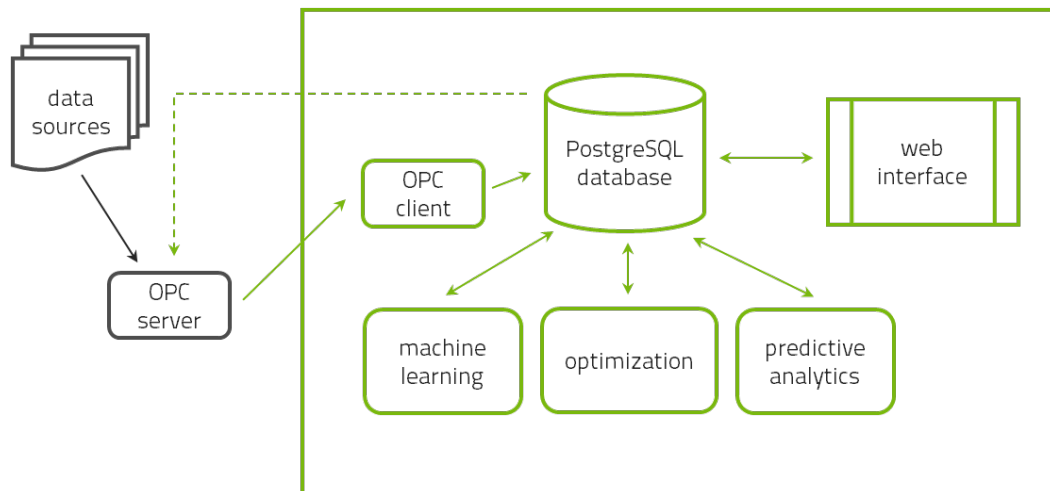 data
sources
OPC
server
OPC
client
PostgreSQL
database
web
interface
machine
learning
optimization
predictive
analytics